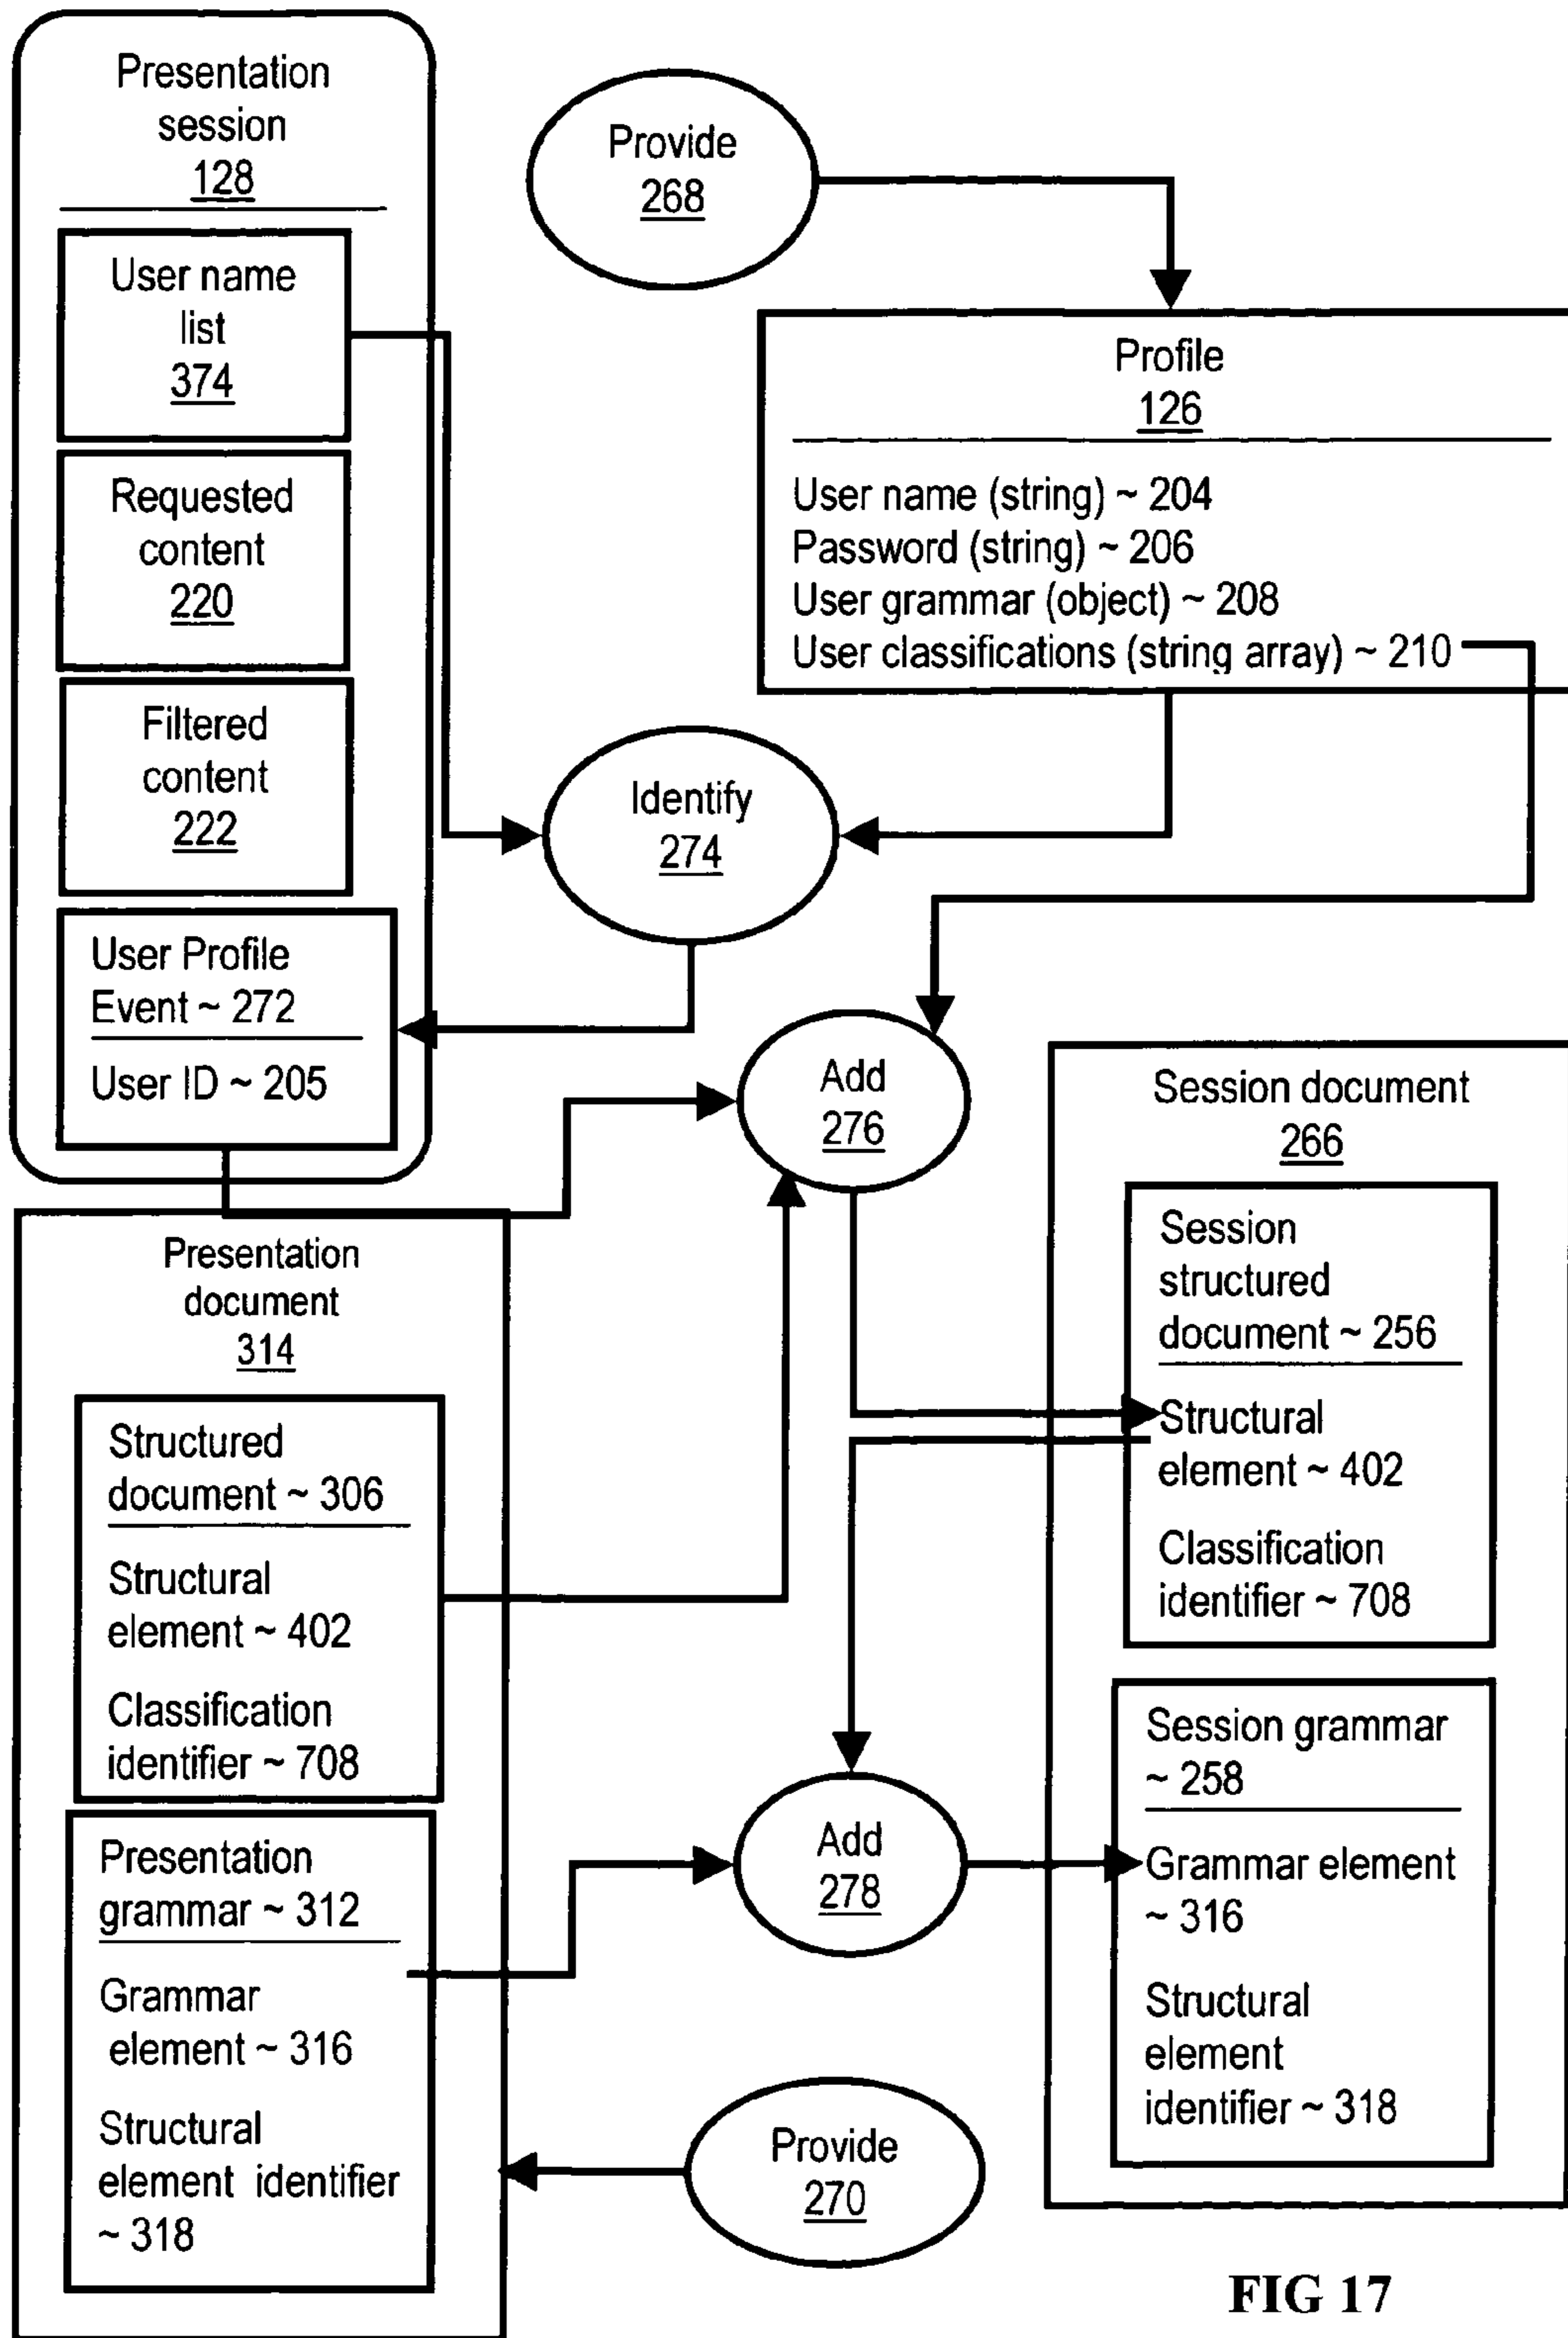 Presentation
session
128
User name
list
374
Requested
content
220
Filtered
content
222
User Profile
Event ~ 272
User ID ~ 205
Provide
268
Profile
126
User name (string) ~ 204
Password (string) ~ 206
User grammar (object) ~ 208
User classifications (string array) ~ 210
Identify
274
Add
276
Presentation
document
314
Structured
document ~ 306
Structural
element ~ 402
Classification
identifier ~ 708
Presentation
grammar ~ 312
Grammar
element ~ 316
Structural
element identifier
~ 318
Add
278
Provide
270
Session document
266
Session
structured
document ~ 256
Structural
element ~ 402
Classification
identifier ~ 708
Session grammar
~ 258
Grammar element
~ 316
Structural
element
identifier ~ 318
FIG 17